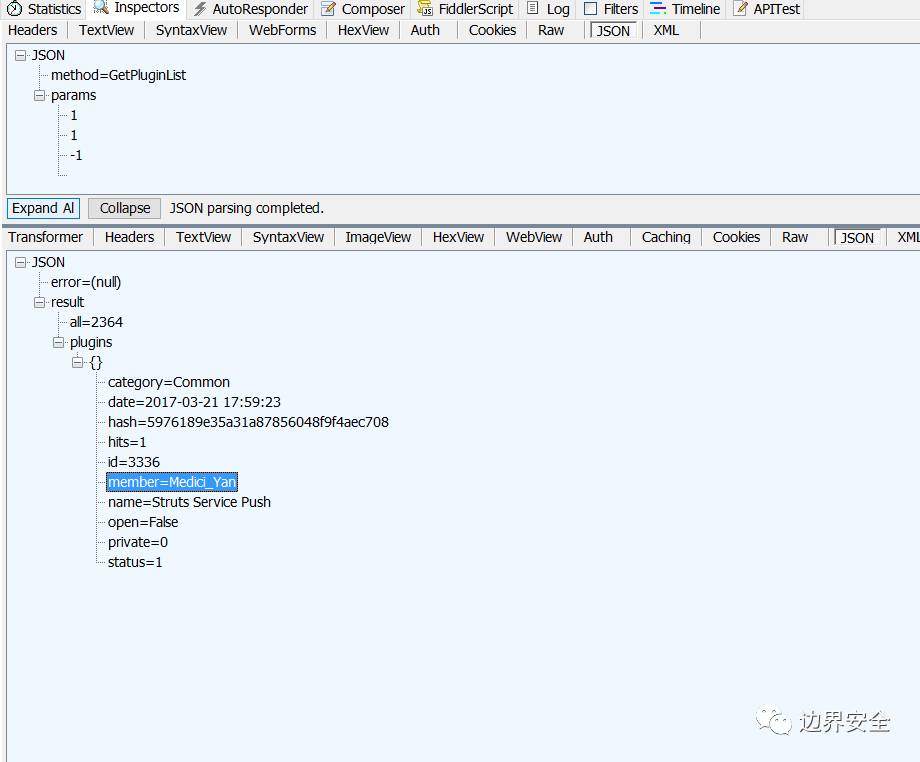 Statistics Inspectors AutoResponder Composer FiddlerScript Log Filters Timeline APITest
Headers TextView SyntaxView WebForms HexView Auth Cookies Raw JSON XML
JSON
method=GetPluginList
params
1
1
-1
Expand Al Collapse JSON parsing completed.
Transformer Headers TextView SyntaxView ImageView HexView WebView Auth Caching Cookies Raw JSON XML
JSON
error=(null)
result
all=2364
plugins
{}
category=Common
date=2017-03-21 17:59:23
hash=5976189e35a31a87856048f9f4aec708
hits=1
id=3336
member=Medici_Yan
name=Struts Service Push
open=False
private=0
status=1
边界安全